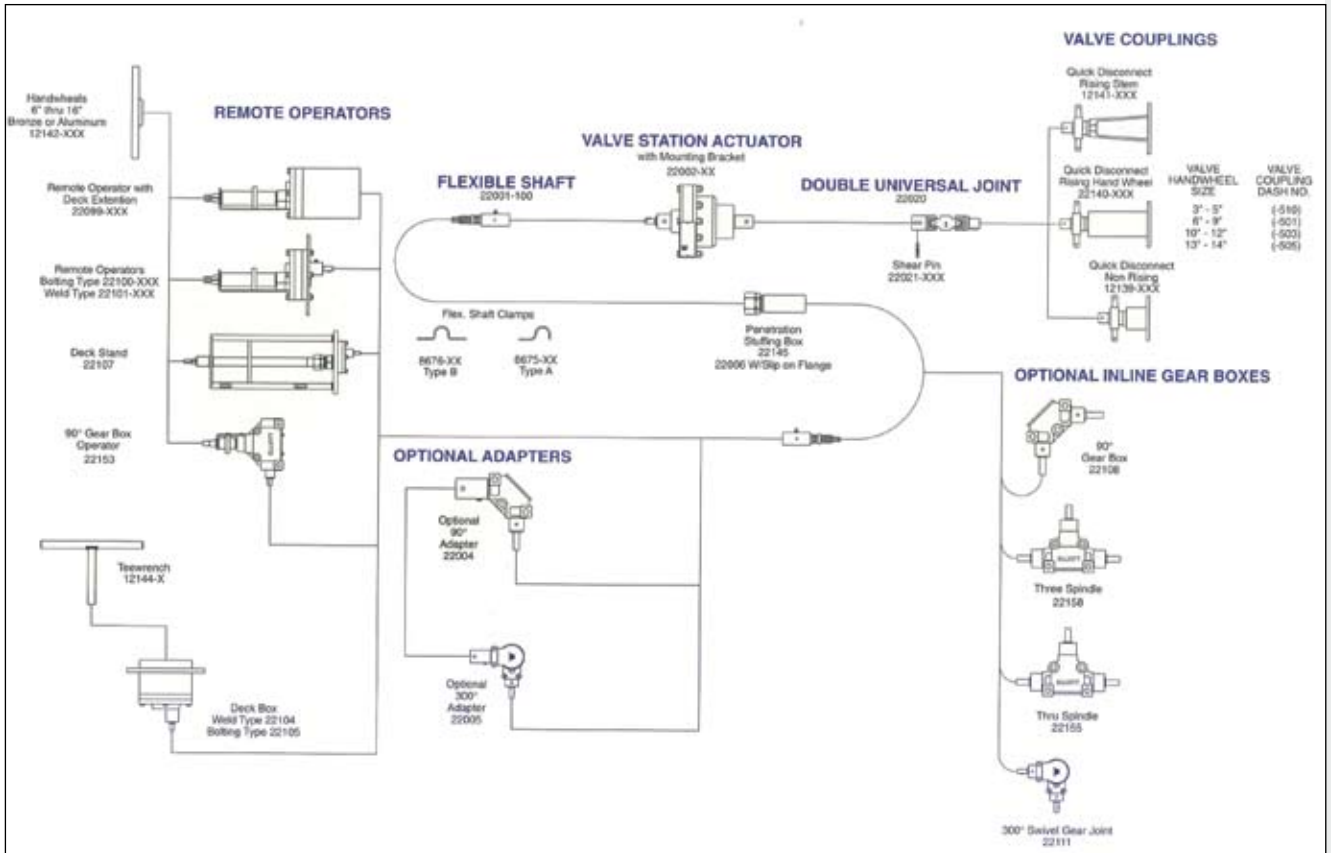 VALVE COUPLINGS
Quick Disconnect
Rising Stem
12141-XXX
Handwheels
6" thru 16"
Bronze or Aluminum
12142-XXX
REMOTE OPERATORS
VALVE STATION ACTUATOR
with Mounting Bracket
22002-XX
FLEXIBLE SHAFT
22001-100
DOUBLE UNIVERSAL JOINT
22020
Quick Disconnect
Rising Hand Wheel
22140-XXX
VALVE
HANDWHEEL
SIZE
3" - 5"
6" - 9"
10" - 12"
13" - 14"
VALVE
COUPLING
DASH NO.
(-510)
(-501)
(-503)
(-505)
Remote Operator with
Deck Extention
22099-XXX
Shear Pin
22021-XXX
Quick Disconnect
Non Rising
12139-XXX
Remote Operators
Bolting Type 22100-XXX
Weld Type 22101-XXX
Flex. Shaft Clamps
8676-XX
Type B
8675-XX
Type A
Penetration
Stuffing Box
22145
22006 W/Slip on Flange
Deck Stand
22107
OPTIONAL INLINE GEAR BOXES
90° Gear Box
Operator
22153
90°
Gear Box
22108
OPTIONAL ADAPTERS
Optional
90°
Adapter
22004
Teewrench
12144-X
ELLIOTT
Three Spindle
22158
Optional
300°
Adapter
22005
ELLIOTT
Thru Spindle
22155
Deck Box
Weld Type 22104
Bolting Type 22105
300° Swivel Gear Joint
22111